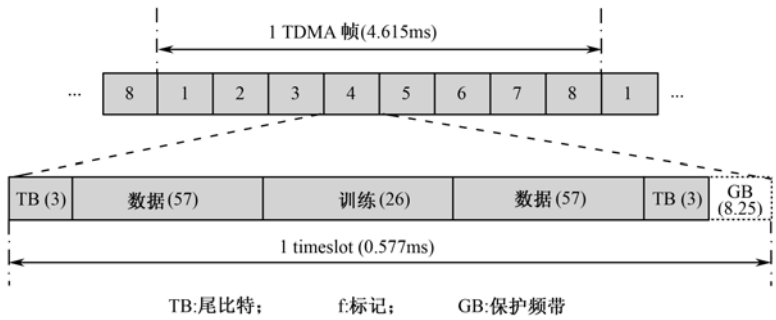 1 TDMA 帧(4.615ms)
... 8 1 2 3 4 5 6 7 8 1 ...
TB (3) 数据(57) 训练(26) 数据(57) TB (3) GB (8.25)
1 timeslot (0.577ms)
TB:尾比特; f:标记; GB:保护频带